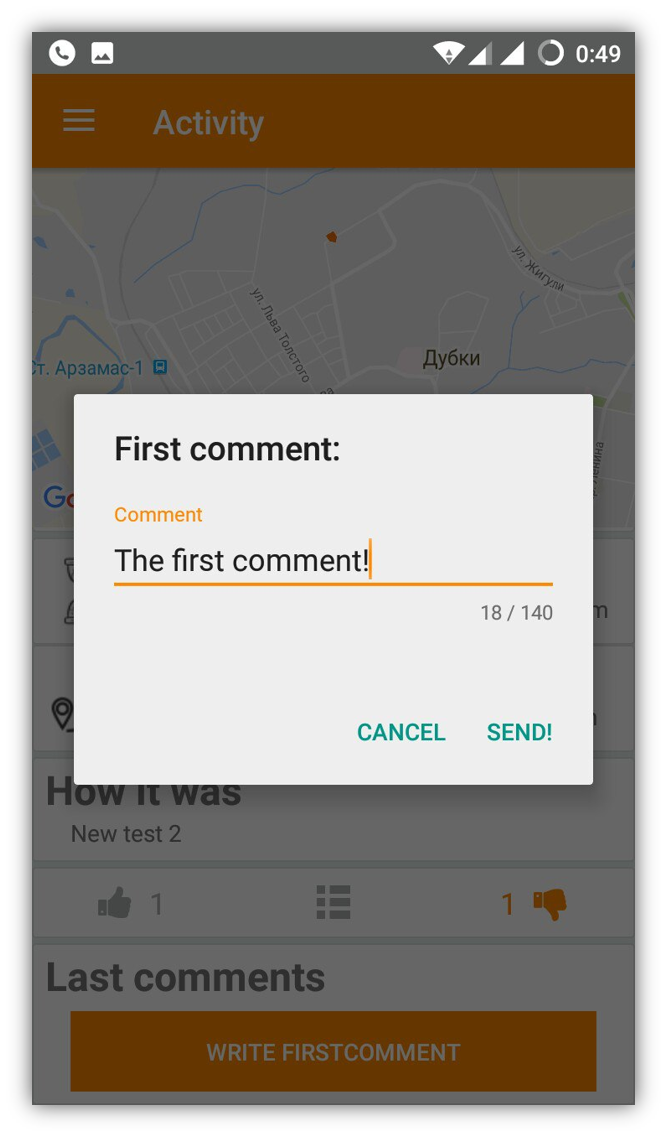 0:49
Activity
ул. Жигули
ул. Льва Толстого
Дубки
Ст. Арзамас-1
First comment:
Comment
The first comment!
18 / 140
CANCEL
SEND!
How it was
New test 2
1
1
Last comments
WRITE FIRSTCOMMENT